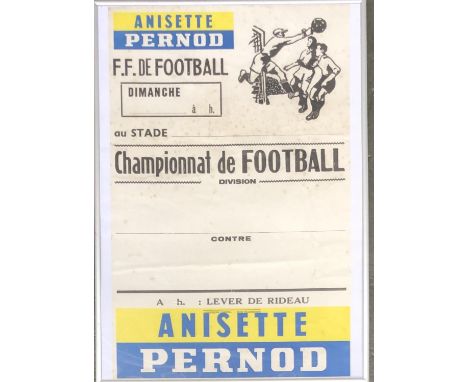 ANISETTE
PERNOD
F.F. DE FOOTBALL
DIMANCHE
à h.
au STADE
Championnat de FOOTBALL
DIVISION
CONTRE
A h. : LEVER DE RIDEAU
ANISETTE
PERNOD